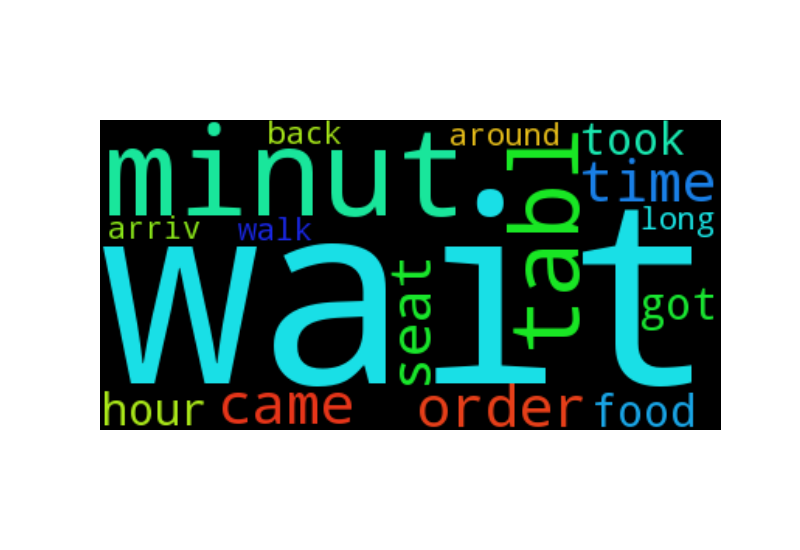 back around took
minut tabl time
arriv walk long
wait seat got
hour came order food